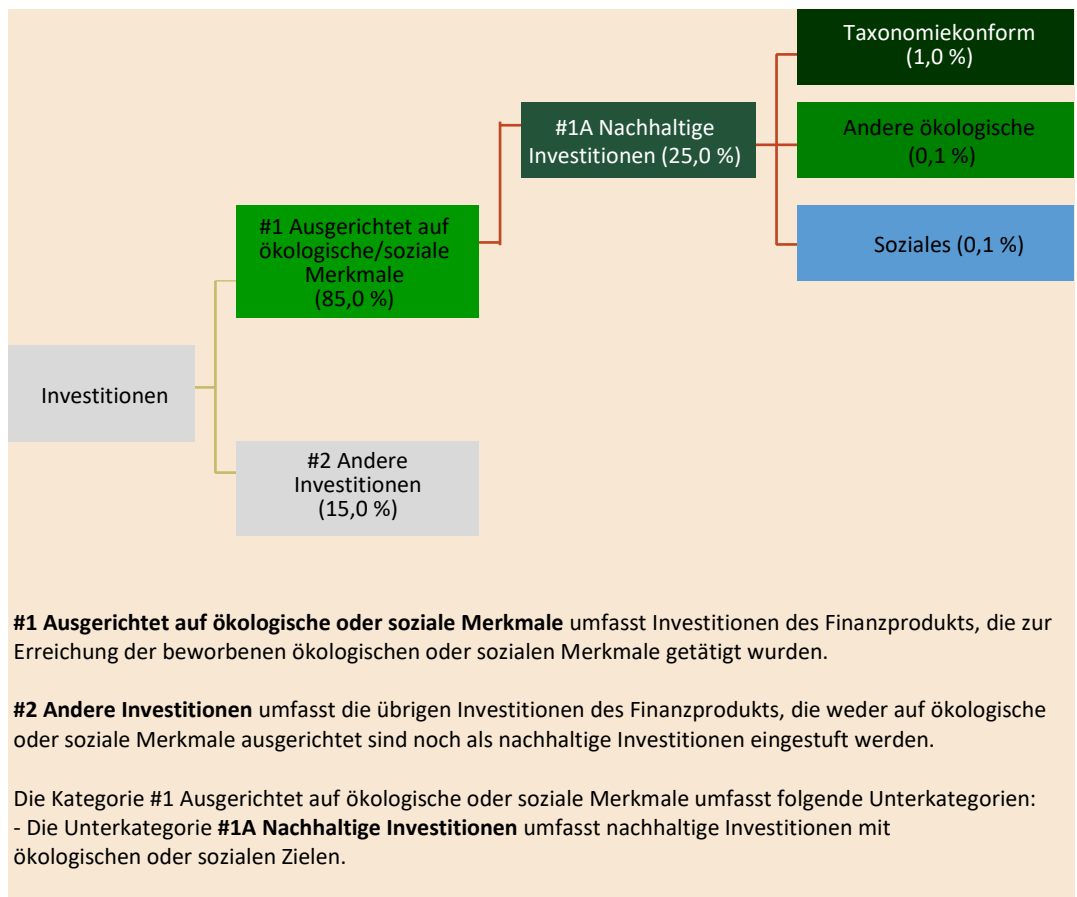 Taxonomiekonform
(1,0 %)
#1A Nachhaltige
Investitionen (25,0 %)
Andere ökologische
(0,1 %)
#1 Ausgerichtet auf
ökologische/soziale
Merkmale
(85,0 %)
Soziales (0,1 %)
Investitionen
#2 Andere
Investitionen
(15,0 %)
#1 Ausgerichtet auf ökologische oder soziale Merkmale umfasst Investitionen des Finanzprodukts, die zur
Erreichung der beworbenen ökologischen oder sozialen Merkmale getätigt wurden.
#2 Andere Investitionen umfasst die übrigen Investitionen des Finanzprodukts, die weder auf ökologische
oder soziale Merkmale ausgerichtet sind noch als nachhaltige Investitionen eingestuft werden.
Die Kategorie #1 Ausgerichtet auf ökologische oder soziale Merkmale umfasst folgende Unterkategorien:
- Die Unterkategorie #1A Nachhaltige Investitionen umfasst nachhaltige Investitionen mit
ökologischen oder sozialen Zielen.